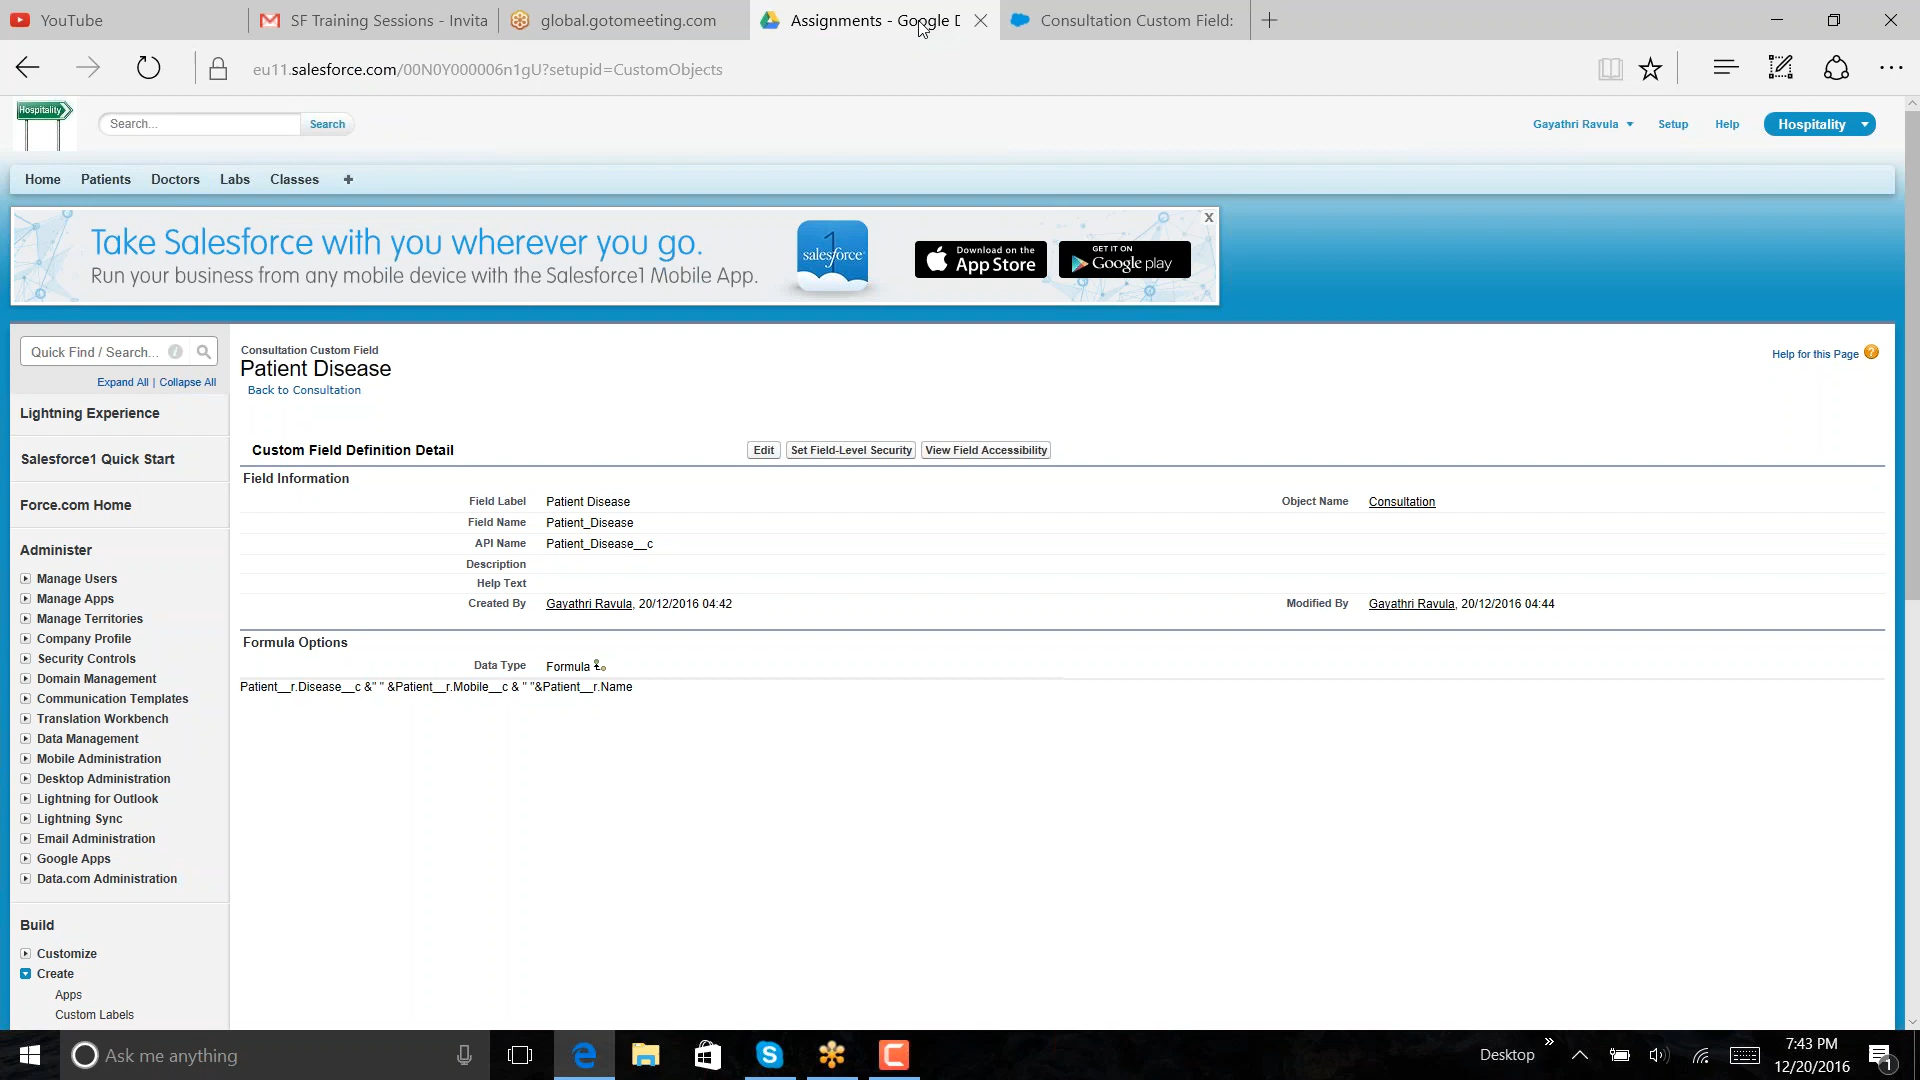 YouTube
SF Training Sessions - Invita
global.gotomeeting.com
Assignments - Google D
Consultation Custom Field:
eu11.salesforce.com/00N0Y000006n1gU?setupid=CustomObjects
Hospitality
Search...
Search
Gayathri Ravula
Setup
Help
Hospitality
Home
Patients
Doctors
Labs
Classes
+
Take Salesforce with you wherever you go.
Run your business from any mobile device with the Salesforce1 Mobile App.
1
salesforce
Download on the
App Store
GET IT ON
Google play
X
Quick Find / Search...
Expand All | Collapse All
Lightning Experience
Salesforce1 Quick Start
Force.com Home
Administer
Manage Users
Manage Apps
Manage Territories
Company Profile
Security Controls
Domain Management
Communication Templates
Translation Workbench
Data Management
Mobile Administration
Desktop Administration
Lightning for Outlook
Lightning Sync
Email Administration
Google Apps
Data.com Administration
Build
Customize
Create
Apps
Custom Labels
Consultation Custom Field
Patient Disease
Back to Consultation
Help for this Page
Custom Field Definition Detail
Edit
Set Field-Level Security
View Field Accessibility
Field Information
Field Label Patient Disease
Object Name Consultation
Field Name Patient_Disease
API Name Patient_Disease__c
Description
Help Text
Created By Gayathri Ravula, 20/12/2016 04:42
Modified By Gayathri Ravula, 20/12/2016 04:44
Formula Options
Data Type Formula
Patient__r.Disease__c &" " &Patient__r.Mobile__c & " "&Patient__r.Name
Ask me anything
Desktop
7:43 PM
12/20/2016
1